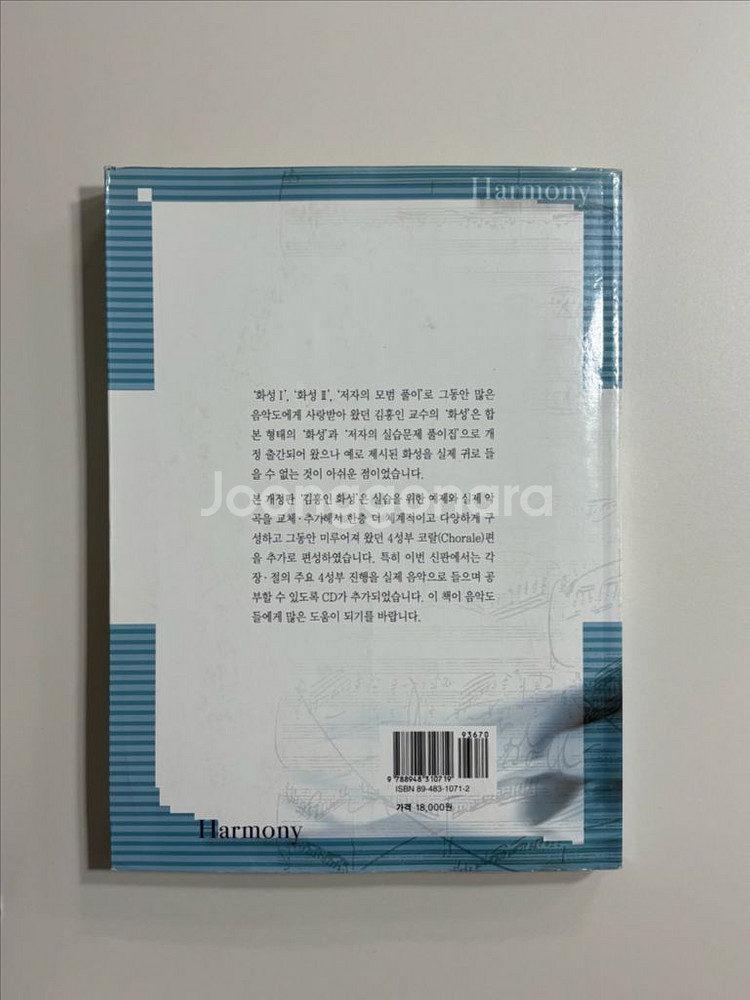 Harmony
'화성Ⅰ', '화성Ⅱ', '저자의 모범 풀이'로 그동안 많은
음악도에게 사랑받아 왔던 김홍인 교수의 '화성'은 합
본 형태의 '화성'과 '저자의 실습문제 풀이집'으로 개
정 출간되어 왔으나 예로 제시된 화성을 실제 귀로 들
을 수 없는 것이 아쉬운 점이었습니다.
본 개정판 '김홍인 화성'은 실습을 위한 예제와 실제 악
곡을 교체·추가해서 한층 더 체계적이고 다양하게 구
성하고 그동안 미루어져 왔던 4성부 코랄(Chorale)편
을 추가로 편성하였습니다. 특히 이번 신판에서는 각
장·절의 주요 4성부 진행을 실제 음악으로 들으며 공
부할 수 있도록 CD가 추가되었습니다. 이 책이 음악도
들에게 많은 도움이 되기를 바랍니다.
Joonggonara
93670
9 788948 310719
ISBN 89-483-1071-2
가격 18,000원
Harmony